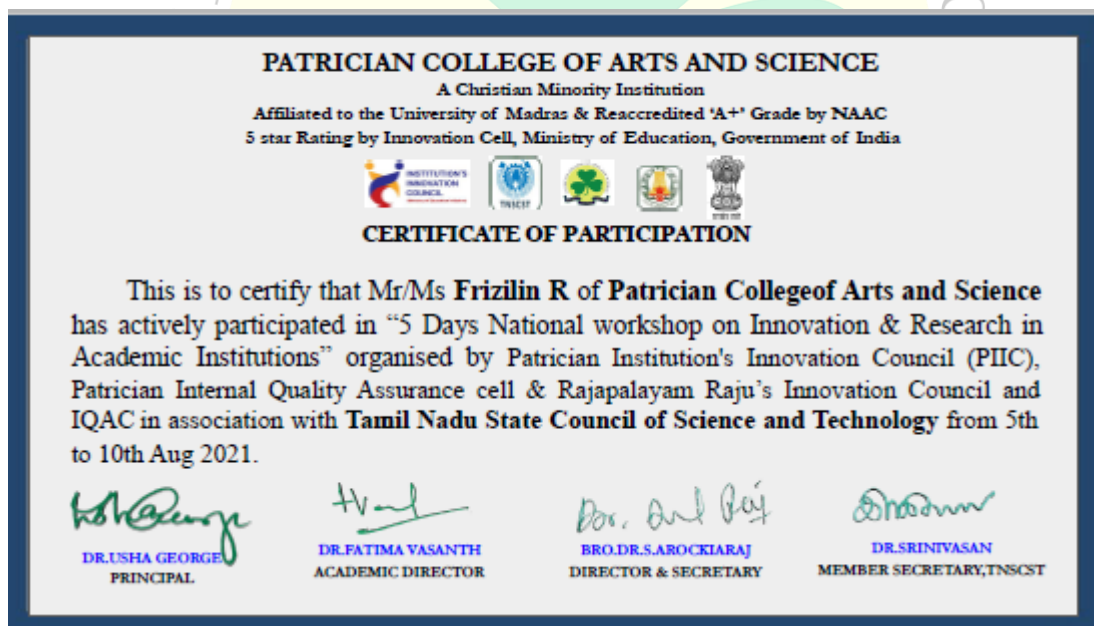 PATRICIAN COLLEGE OF ARTS AND SCIENCE
A Christian Minority Institution
Affiliated to the University of Madras & Reaccredited ‘A+’ Grade by NAAC
5 star Rating by Innovation Cell, Ministry of Education, Government of India
INSTITUTION'S
INNOVATION
COUNCIL
TNSCST
CERTIFICATE OF PARTICIPATION
This is to certify that Mr/Ms Frizilin R of Patrician Collegeof Arts and Science
has actively participated in “5 Days National workshop on Innovation & Research in
Academic Institutions” organised by Patrician Institution's Innovation Council (PIIC),
Patrician Internal Quality Assurance cell & Rajapalayam Raju’s Innovation Council and
IQAC in association with Tamil Nadu State Council of Science and Technology from 5th
to 10th Aug 2021.
DR.USHA GEORGE DR.FATIMA VASANTH BRO.DR.S.AROCKIARAJ DR.SRINIVASAN
PRINCIPAL ACADEMIC DIRECTOR DIRECTOR & SECRETARY MEMBER SECRETARY,TNSCST